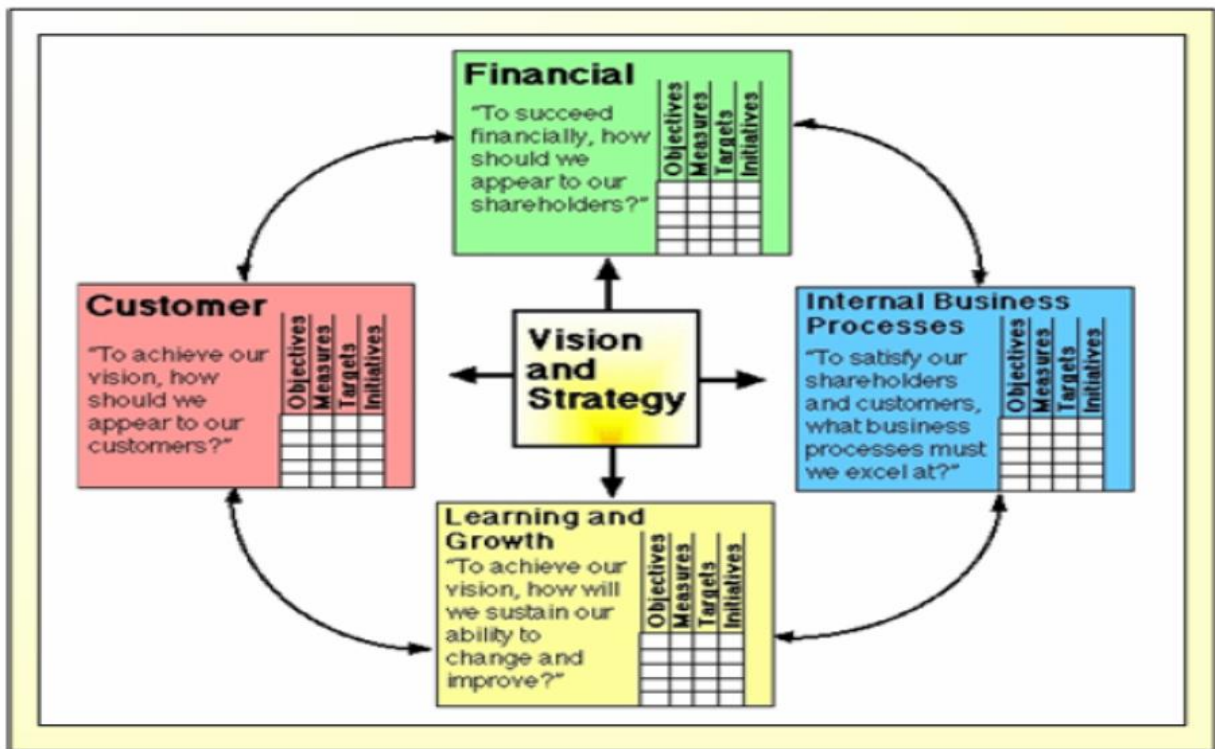 Financial
"To succeed
financially, how
should we
appear to our
shareholders?"
Objectives
Measures
Targets
Initiatives
Customer
"To achieve our
vision, how
should we
appear to our
customers?"
Objectives
Measures
Targets
Initiatives
Vision
and
Strategy
Internal Business
Processes
"To satisfy our
shareholders
and customers,
what business
processes must
we excel at?"
Objectives
Measures
Targets
Initiatives
Learning and
Growth
"To achieve our
vision, how will
we sustain our
ability to
change and
improve?"
Objectives
Measures
Targets
Initiatives